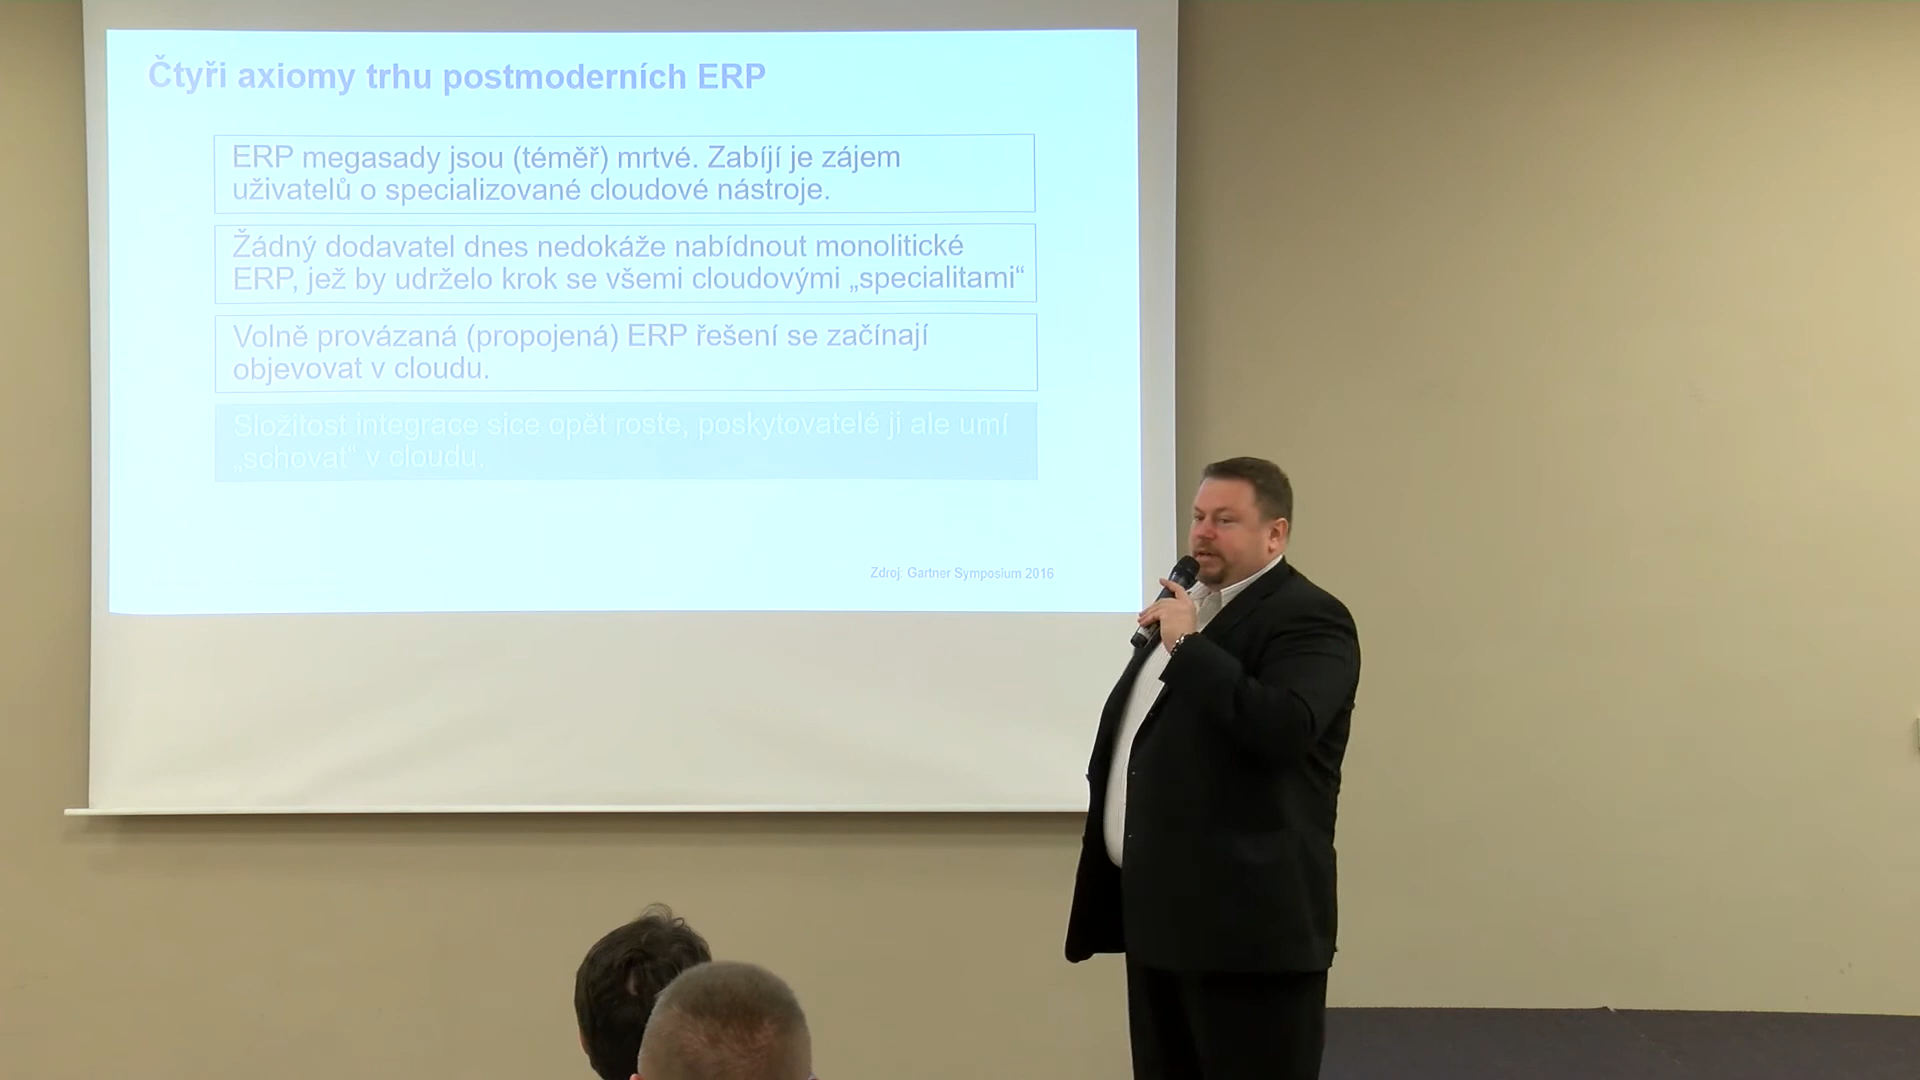 Čtyři axiomy trhu postmoderních ERP
ERP megasady jsou (téměř) mrtvé. Zabíjí je zájem
uživatelů o specializované cloudové nástroje.
Žádný dodavatel dnes nedokáže nabídnout monolitické
ERP, jež by udrželo krok se všemi cloudovými „specialitami“
Volně provázaná (propojená) ERP řešení se začínají
objevovat v cloudu.
Složitost integrace sice opět roste, poskytovatelé ji ale umí
„schovat“ v cloudu.
Zdroj: Gartner Symposium 2016